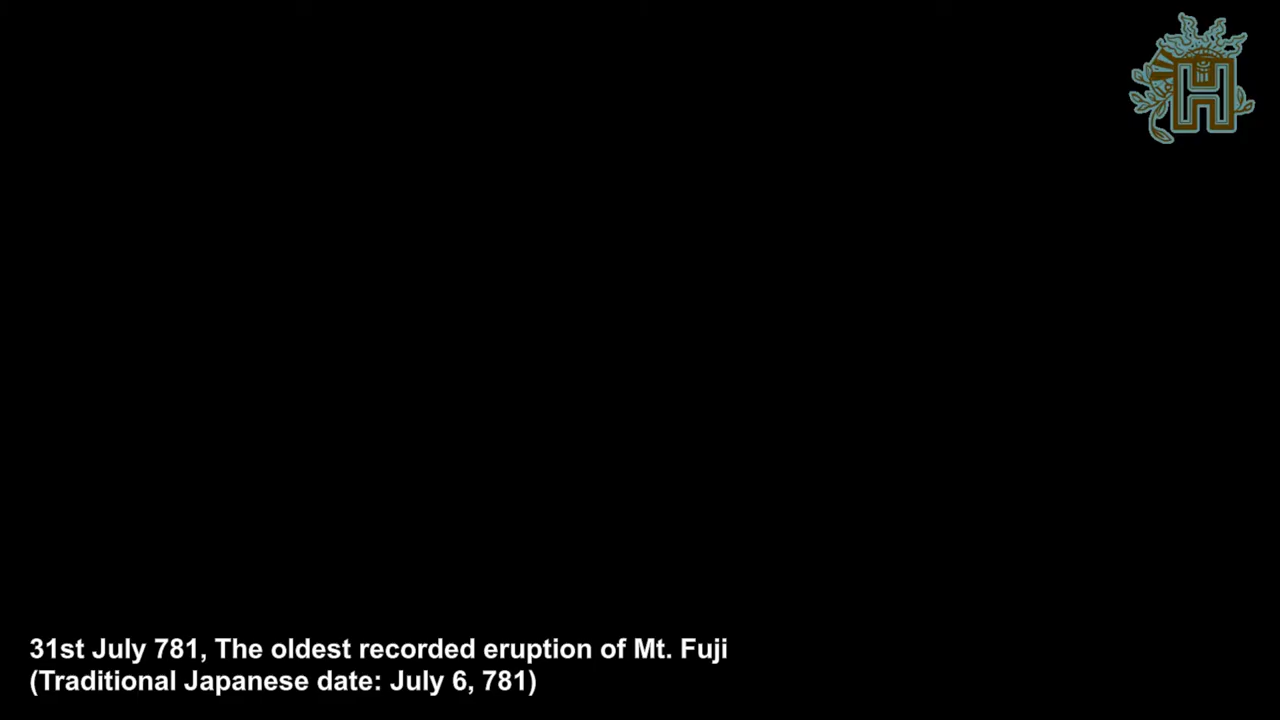 H
31st July 781, The oldest recorded eruption of Mt. Fuji
(Traditional Japanese date: July 6, 781)